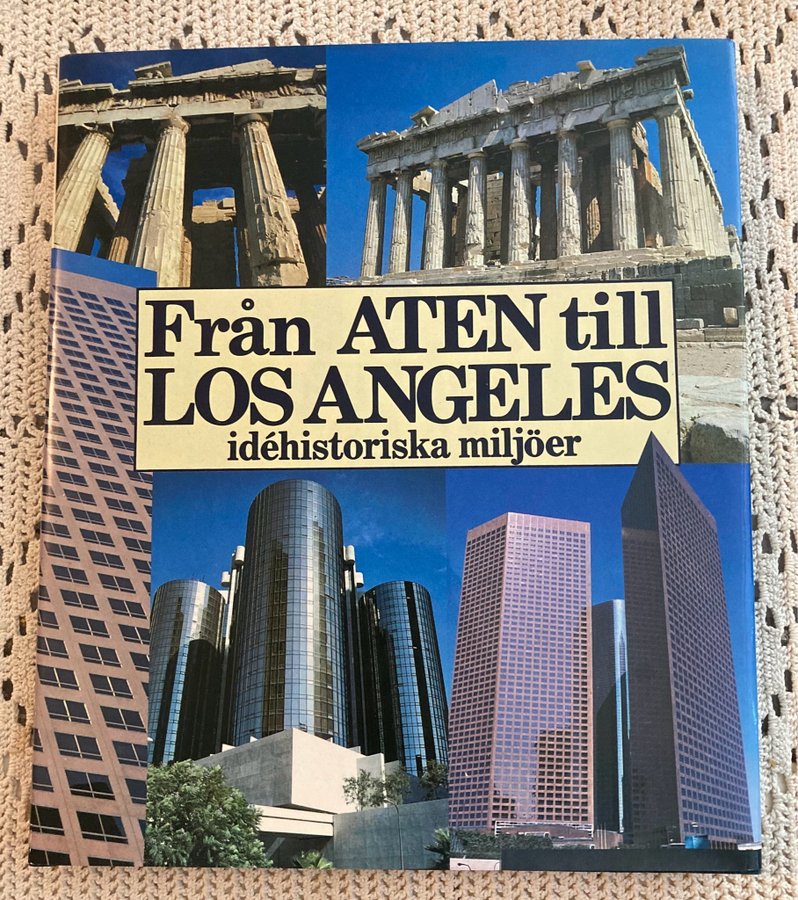 Från ATEN till
LOS ANGELES
idéhistoriska miljöer